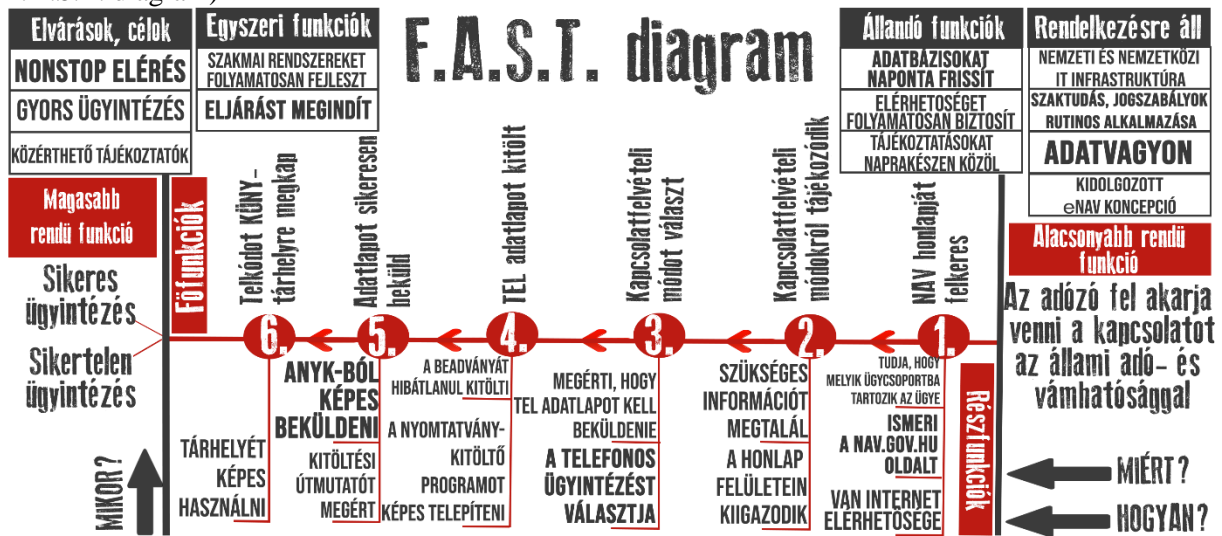 F.A.S.T. diagram
Elvárások, célok
NONSTOP ELÉRÉS
GYORS ÜGYINTÉZÉS
KÖZÉRTHETŐ TÁJÉKOZTATÓK
Egyszeri funkciók
SZAKMAI RENDSZEREKET
FOLYAMATOSAN FEJLESZT
ELJÁRÁST MEGINDÍT
Állandó funkciók
ADATBÁZISOKAT
NAPONTA FRISSÍT
ELÉRHETOSÉGET
FOLYAMATOSAN BIZTOSÍT
TÁJÉKOZTATÁSOKAT
NAPRAKÉSZEN KÖZÖL
Rendelkezésre áll
NEMZETI ÉS NEMZETKÖZI
IT INFRASTRUKTÚRA
SZAKTUDÁS, JOGSZABÁLYOK
RUTINOS ALKALMAZÁSA
ADATVAGYON
KIDOLGOZOTT
eNAV KONCEPCIÓ
Magasabb
rendü funkció
Sikeres
ügyintézés
Sikertelen
ügyintézés
MIKOR?
Föfunkciók
Telkódot KÜNY-
tárhelyre megkap
Adatlapot sikeresen
beküld
TEL adatlapot kitölt
Kapcsolatfelvételi
módot választ
Kapcsolatfelvételi
módokról tájékozódik
NAV honlapját
felkeres
6.
5.
4.
3.
2.
1.
TÁRHELYÉT
KÉPES
HASZNÁLNI
ANYK-BÓL
KÉPES
BEKÜLDENI
KITÖLTÉSI
ÚTMUTATÓT
MEGÉRT
A BEADVÁNYÁT
HIBÁTLANUL KITÖLTI
A NYOMTATVÁNY-
KITÖLTŐ
PROGRAMOT
KÉPES TELEPÍTENI
MEGÉRTI, HOGY
TEL ADATLAPOT KELL
BEKÜLDENIE
A TELEFONOS
ÜGYINTÉZÉST
VÁLASZTJA
SZÜKSÉGES
INFORMÁCIÓT
MEGTALÁL
A HONLAP
FELÜLETEIN
KIIGAZODIK
TUDJA, HOGY
MELYIK ÜGYCSOPORTBA
TARTOZIK AZ ÜGYE
ISMERI
A NAV.GOV.HU
OLDALT
VAN INTERNET
ELÉRHETŐSÉGE
Részfunkciók
Alacsonyabb rendü
funkció
Az adózó fel akarja
venni a kapcsolatot
az állami adó- és
vámhatósággal
MIÉRT?
HOGYAN?